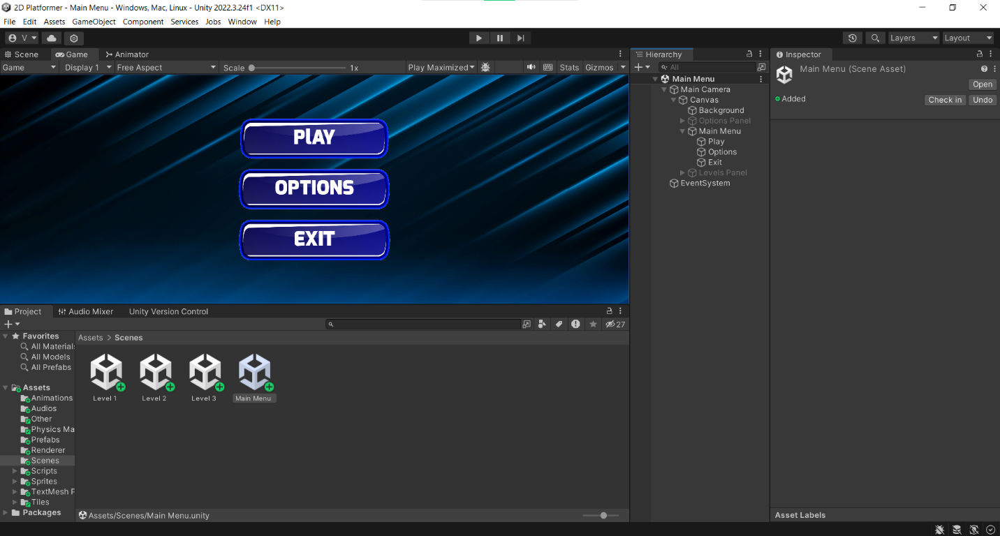 2D Platformer - Main Menu - Windows, Mac, Linux - Unity 2022.3.24f1 <DX11>
File Edit Assets GameObject Component Services Jobs Window Help
V Layers Layout
Scene Game Animator
Game Display 1 Free Aspect Scale 1x Play Maximized Stats Gizmos
PLAY
OPTIONS
EXIT
Hierarchy
All
Main Menu
Main Camera
Canvas
Background
Options Panel
Main Menu
Play
Options
Exit
Levels Panel
EventSystem
Inspector
Main Menu (Scene Asset)
Open
Added Check in Undo
Asset Labels
Project Audio Mixer Unity Version Control
27
Favorites
All Materials
All Models
All Prefabs
Assets
Animations
Audios
Other
Physics Ma
Prefabs
Renderer
Scenes
Scripts
Sprites
TextMesh P
Tiles
Packages
Assets > Scenes
Level 1 Level 2 Level 3 Main Menu
Assets/Scenes/Main Menu.unity